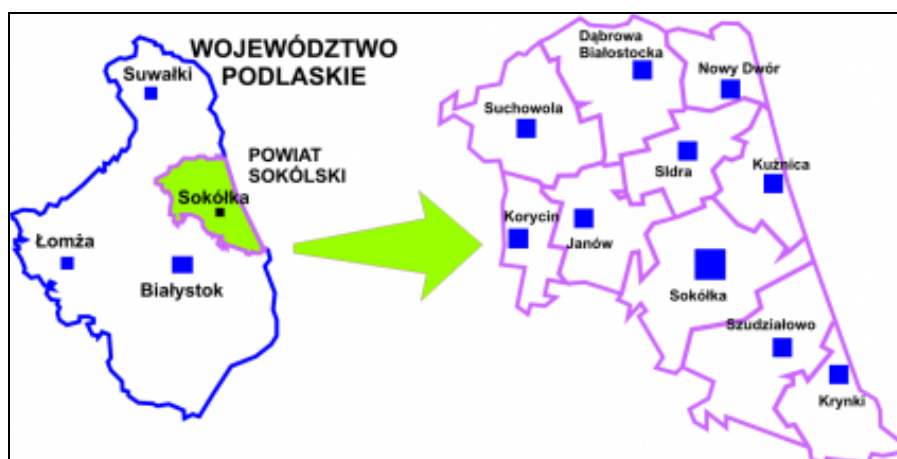 WOJEWÓDZTWO
PODLASKIE
Suwałki
POWIAT
SOKÓLSKI
Sokółka
Łomża
Białystok
Dąbrowa
Białostocka
Nowy Dwór
Suchowola
SIdra
Kuźnica
Korycin
Janów
Sokółka
Szudziałowo
Krynki